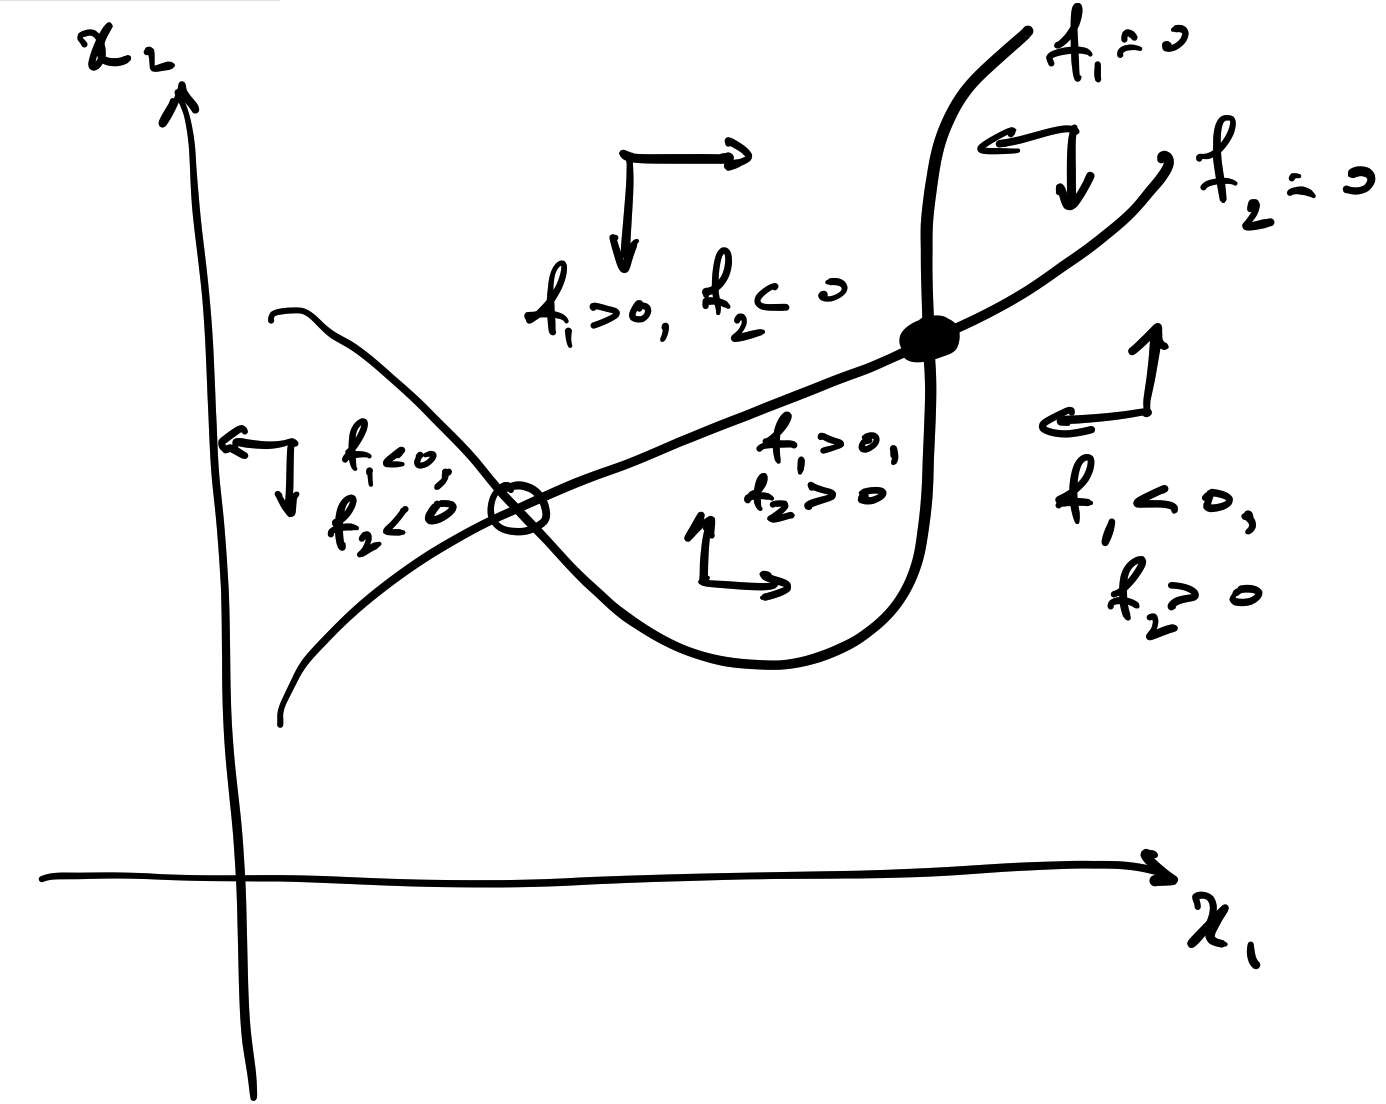 x₂
f₁ = 0
f₂ = 0
f₁ > 0, f₂ < 0
f₁ < 0,
f₂ < 0
f₁ > 0,
f₂ > 0
f₁ < 0,
f₂ > 0
x₁